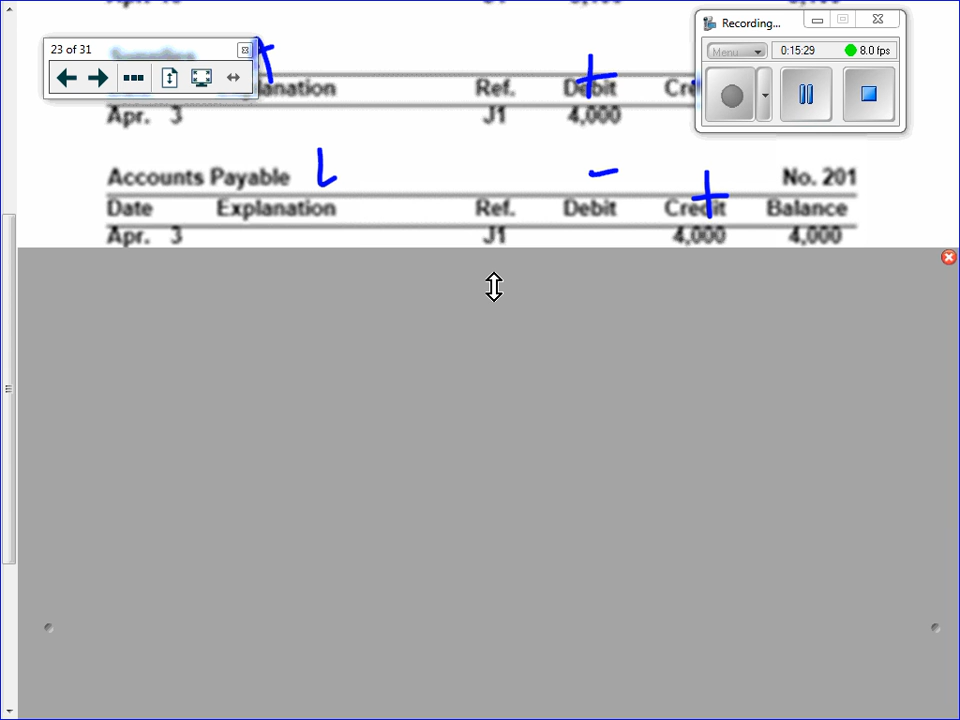 Recording...
23 of 31
Menu
0:15:29
8.0 fps
Supplies A
Explanation Ref. Debit
+
Apr. 3 J1 4,000
Accounts Payable L - + No. 201
Date Explanation Ref. Debit Credit Balance
Apr. 3 J1 4,000 4,000